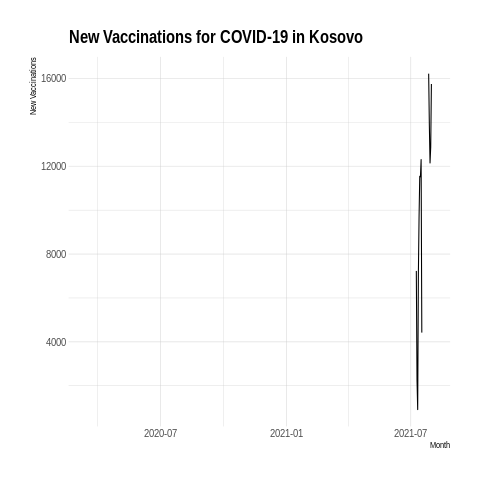 New Vaccinations for COVID-19 in Kosovo
New Vaccinations
16000
12000
8000
4000
2020-07
2021-01
2021-07
Month